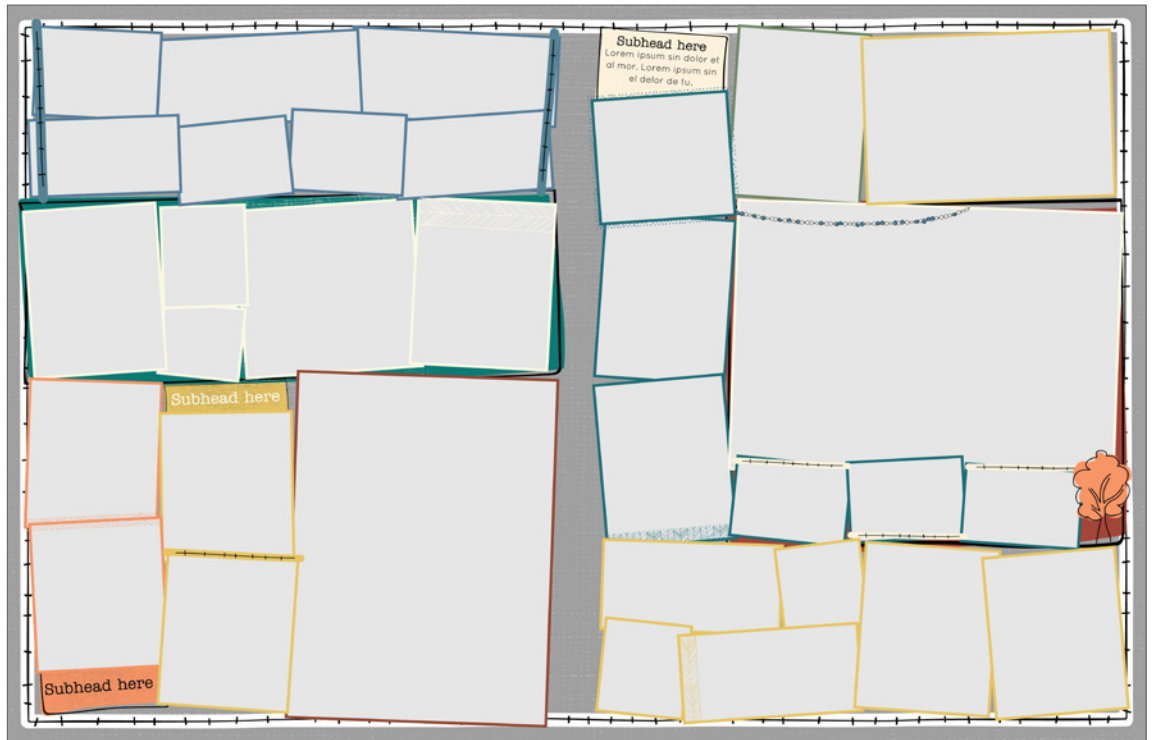 Subhead here
Subhead here
Subhead here
Lorem ipsum sin dolor et
al mor. Lorem ipsum sin
el delor de tu.